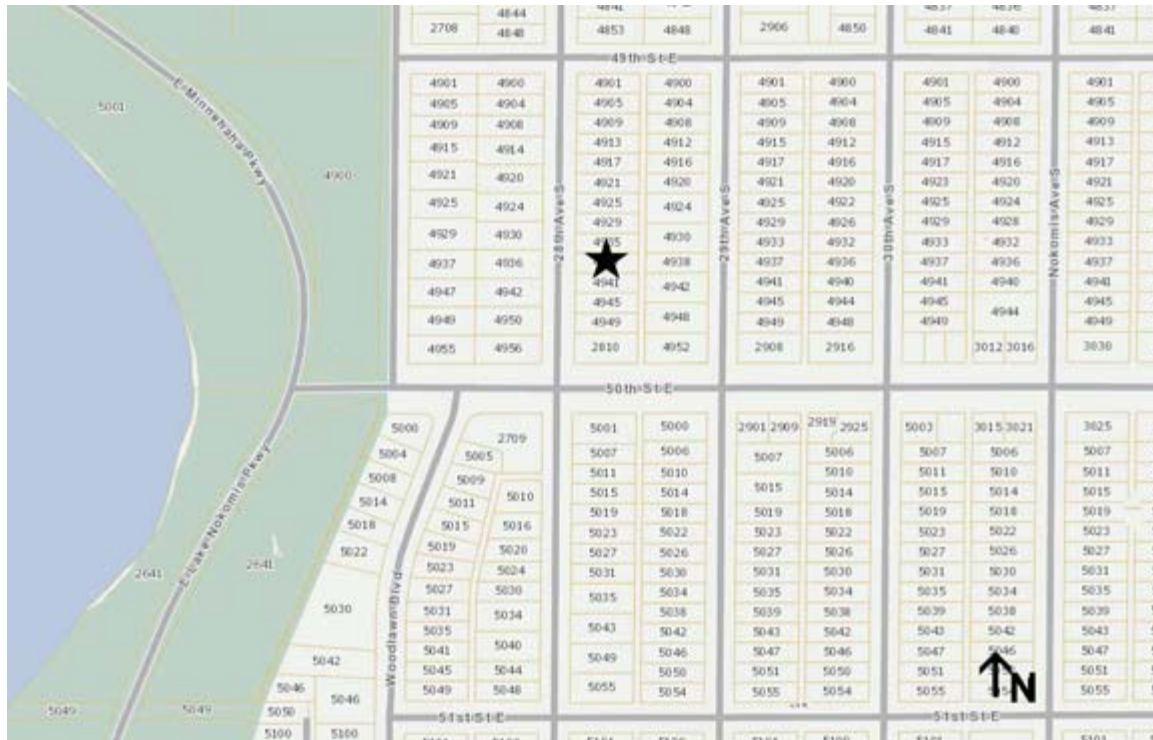 4844
2708 4848 4853 4848 2906 4850 4841 4840 4841
49th St E
4901 4900 4901 4900 4901 4900 4901 4900 4901
5001 4905 4904 4905 4904 4905 4904 4905 4904 4905
E Minnehaha Pkwy
4909 4908 4909 4908 4909 4908 4909 4908 4909
4915 4914 4913 4912 4915 4912 4915 4912 4913
4900 4921 4920 4917 4916 4917 4916 4917 4916 4917
4921 4920 4921 4920 4923 4920 4921
28th Ave S 29th Ave S 30th Ave S Nokomis Ave S
4925 4924 4925 4924 4925 4922 4925 4924 4925
4929 4929 4926 4929 4928 4929
4929 4930 4930 4933 4932 4933 4932 4933
4937 4936 4938 4937 4936 4937 4936 4937
4947 4942 4941 4942 4941 4940 4941 4940 4941
4945 4945 4944 4945 4944 4945
4949 4950 4949 4948 4949 4948 4949 4949
4955 4956 2810 4952 2908 2916 3012 3016 3030
50th St E
5000 2709 5001 5000 2901 2909 2919 2925 5003 3015 3021 3025
5004 5005 5007 5006 5007 5006 5007 5006 5007
5008 5009 5011 5010 5010 5011 5010 5011
5014 5011 5010 5015 5014 5015 5014 5015 5014 5015
5018 5015 5016 5019 5018 5019 5018 5019 5018 5019
5022 5019 5020 5023 5022 5023 5022 5023 5022 5023
E Lake Nokomis Pkwy
2641 2641 5023 5024 5027 5026 5027 5026 5027 5026 5027
5027 5030 5031 5030 5031 5030 5031 5030 5031
Woodlawn Blvd
5030 5031 5034 5035 5034 5035 5034 5035 5034 5035
5035 5038 5039 5038 5039 5038 5039
5042 5041 5040 5043 5042 5043 5042 5043 5042 5043
5045 5044 5049 5046 5047 5046 5047 5046 5047
5046 5046 5050 5051 5050 5051 5051
5049 5048 5055 5054 5055 5054 5055 5055
N
5049 5049 5050
51st St E 51st St E
5100 5100